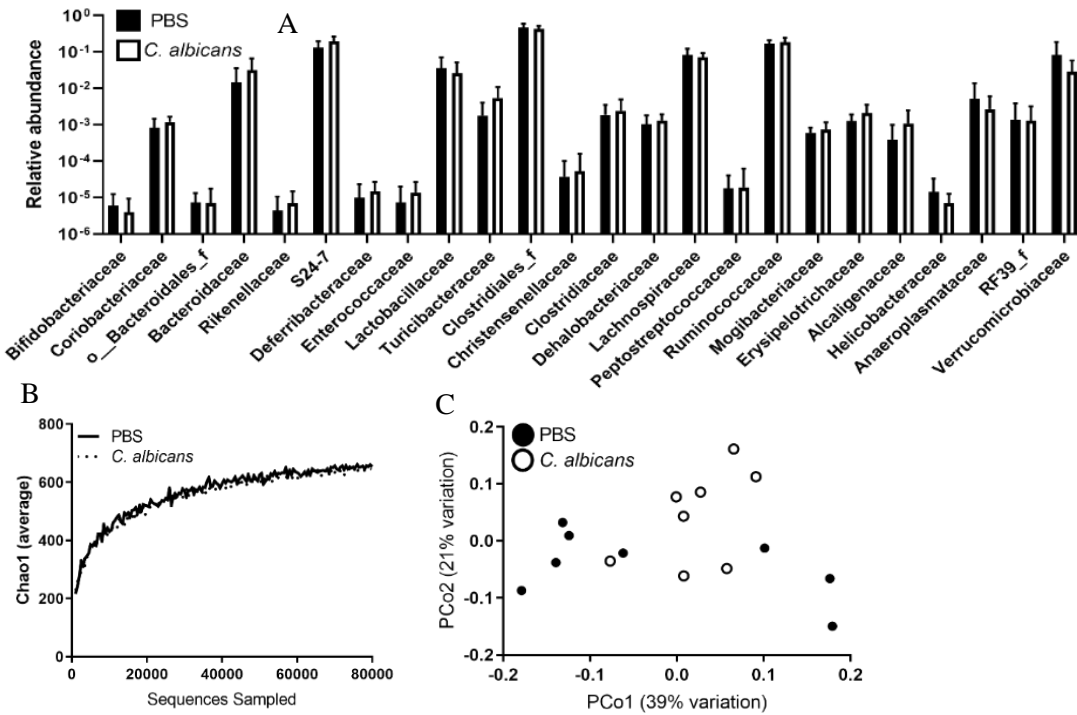 A
PBS
C. albicans
Relative abundance
10⁰
10⁻¹
10⁻²
10⁻³
10⁻⁴
10⁻⁵
10⁻⁶
Bifidobacteriaceae
Coriobacteriaceae
o__Bacteroidales_f
Bacteroidaceae
Rikenellaceae
S24-7
Deferribacteraceae
Enterococcaceae
Lactobacillaceae
Turicibacteraceae
Clostridiales_f
Christensenellaceae
Clostridiaceae
Dehalobacteriaceae
Lachnospiraceae
Peptostreptococcaceae
Ruminococcaceae
Mogibacteriaceae
Erysipelotrichaceae
Alcaligenaceae
Helicobacteraceae
Anaeroplasmataceae
RF39_f
Verrucomicrobiaceae
B
PBS
C. albicans
Chao1 (average)
800
600
400
200
0
0 20000 40000 60000 80000
Sequences Sampled
C
PBS
C. albicans
PCo2 (21% variation)
0.2
0.1
0.0
-0.1
-0.2
-0.2 -0.1 0.0 0.1 0.2
PCo1 (39% variation)